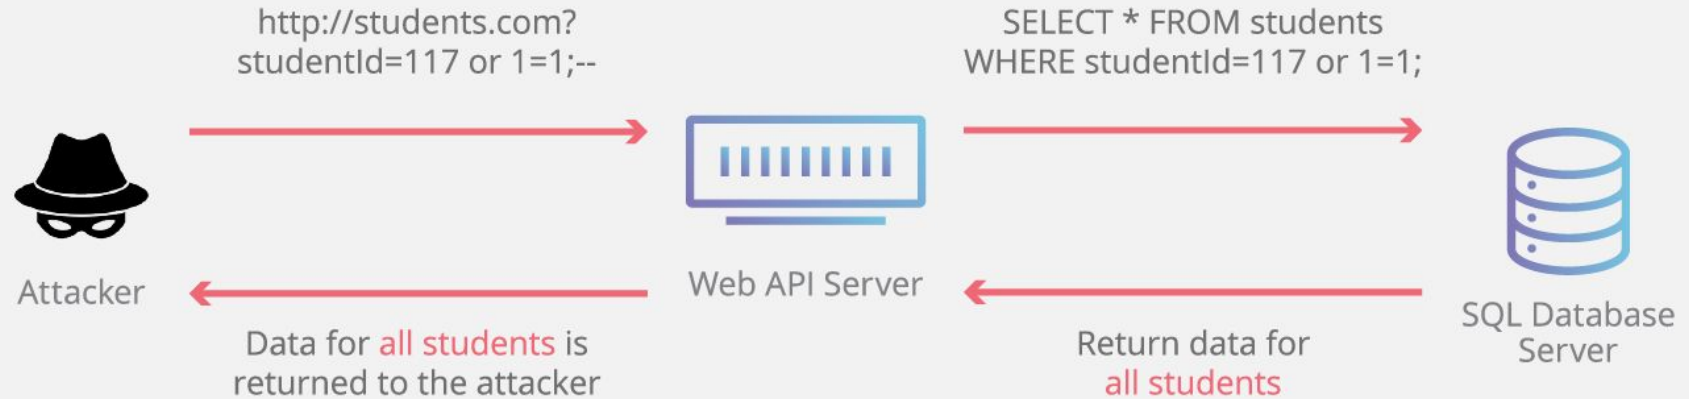 http://students.com?
studentId=117 or 1=1;--
SELECT * FROM students
WHERE studentId=117 or 1=1;
Attacker
Web API Server
SQL Database
Server
Data for all students is
returned to the attacker
Return data for
all students